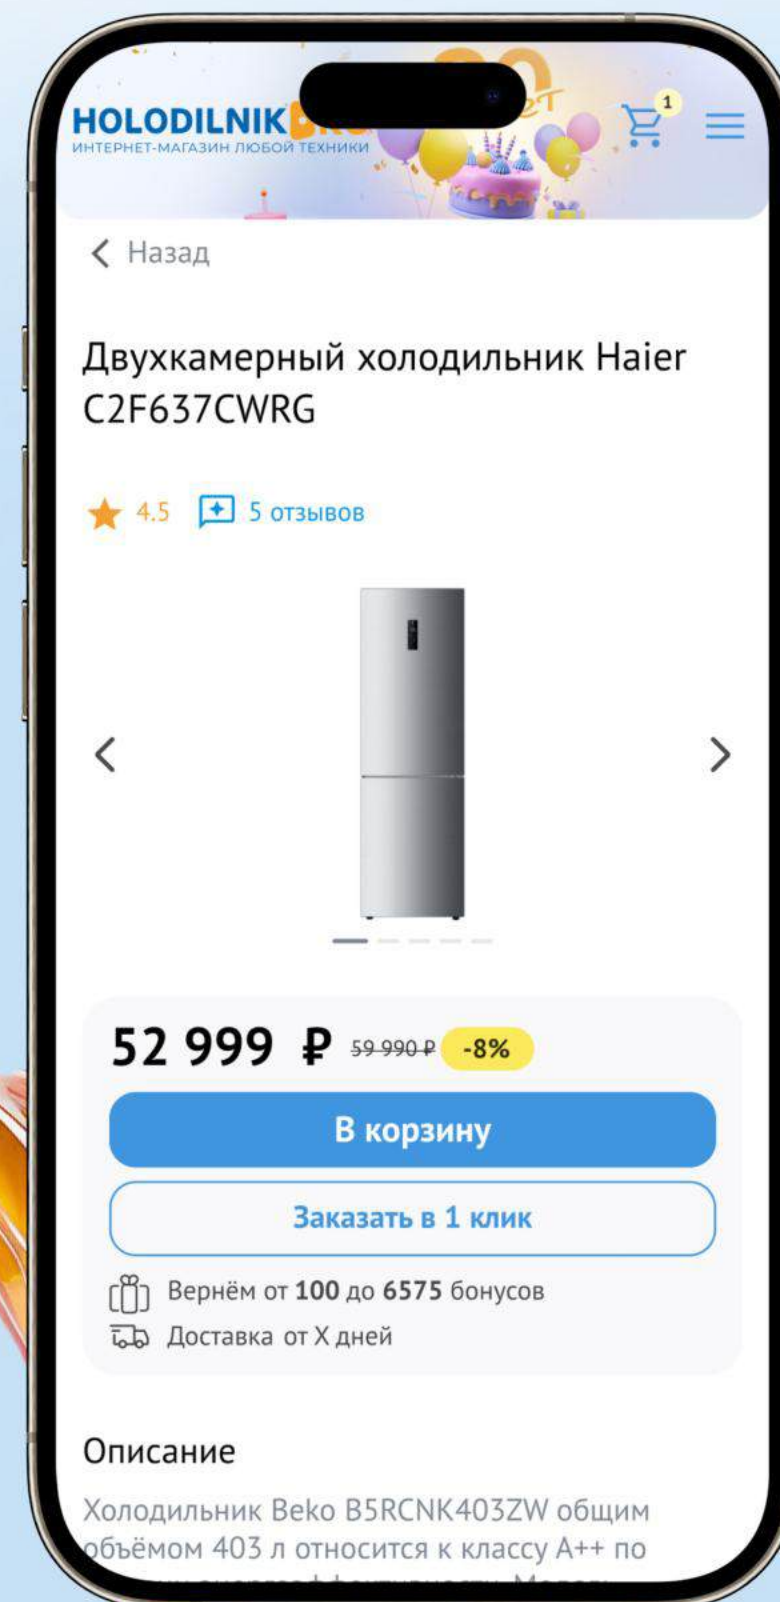 HOLODILNIK
ИНТЕРНЕТ-МАГАЗИН ЛЮБОЙ ТЕХНИКИ
1
Назад
Двухкамерный холодильник Haier
C2F637CWRG
4.5 5 отзывов
52 999 ₽ 59 990 ₽ -8%
В корзину
Заказать в 1 клик
Вернём от 100 до 6575 бонусов
Доставка от X дней
Описание
Холодильник Beko B5RCNK403ZW общим
объёмом 403 л относится к классу A++ по